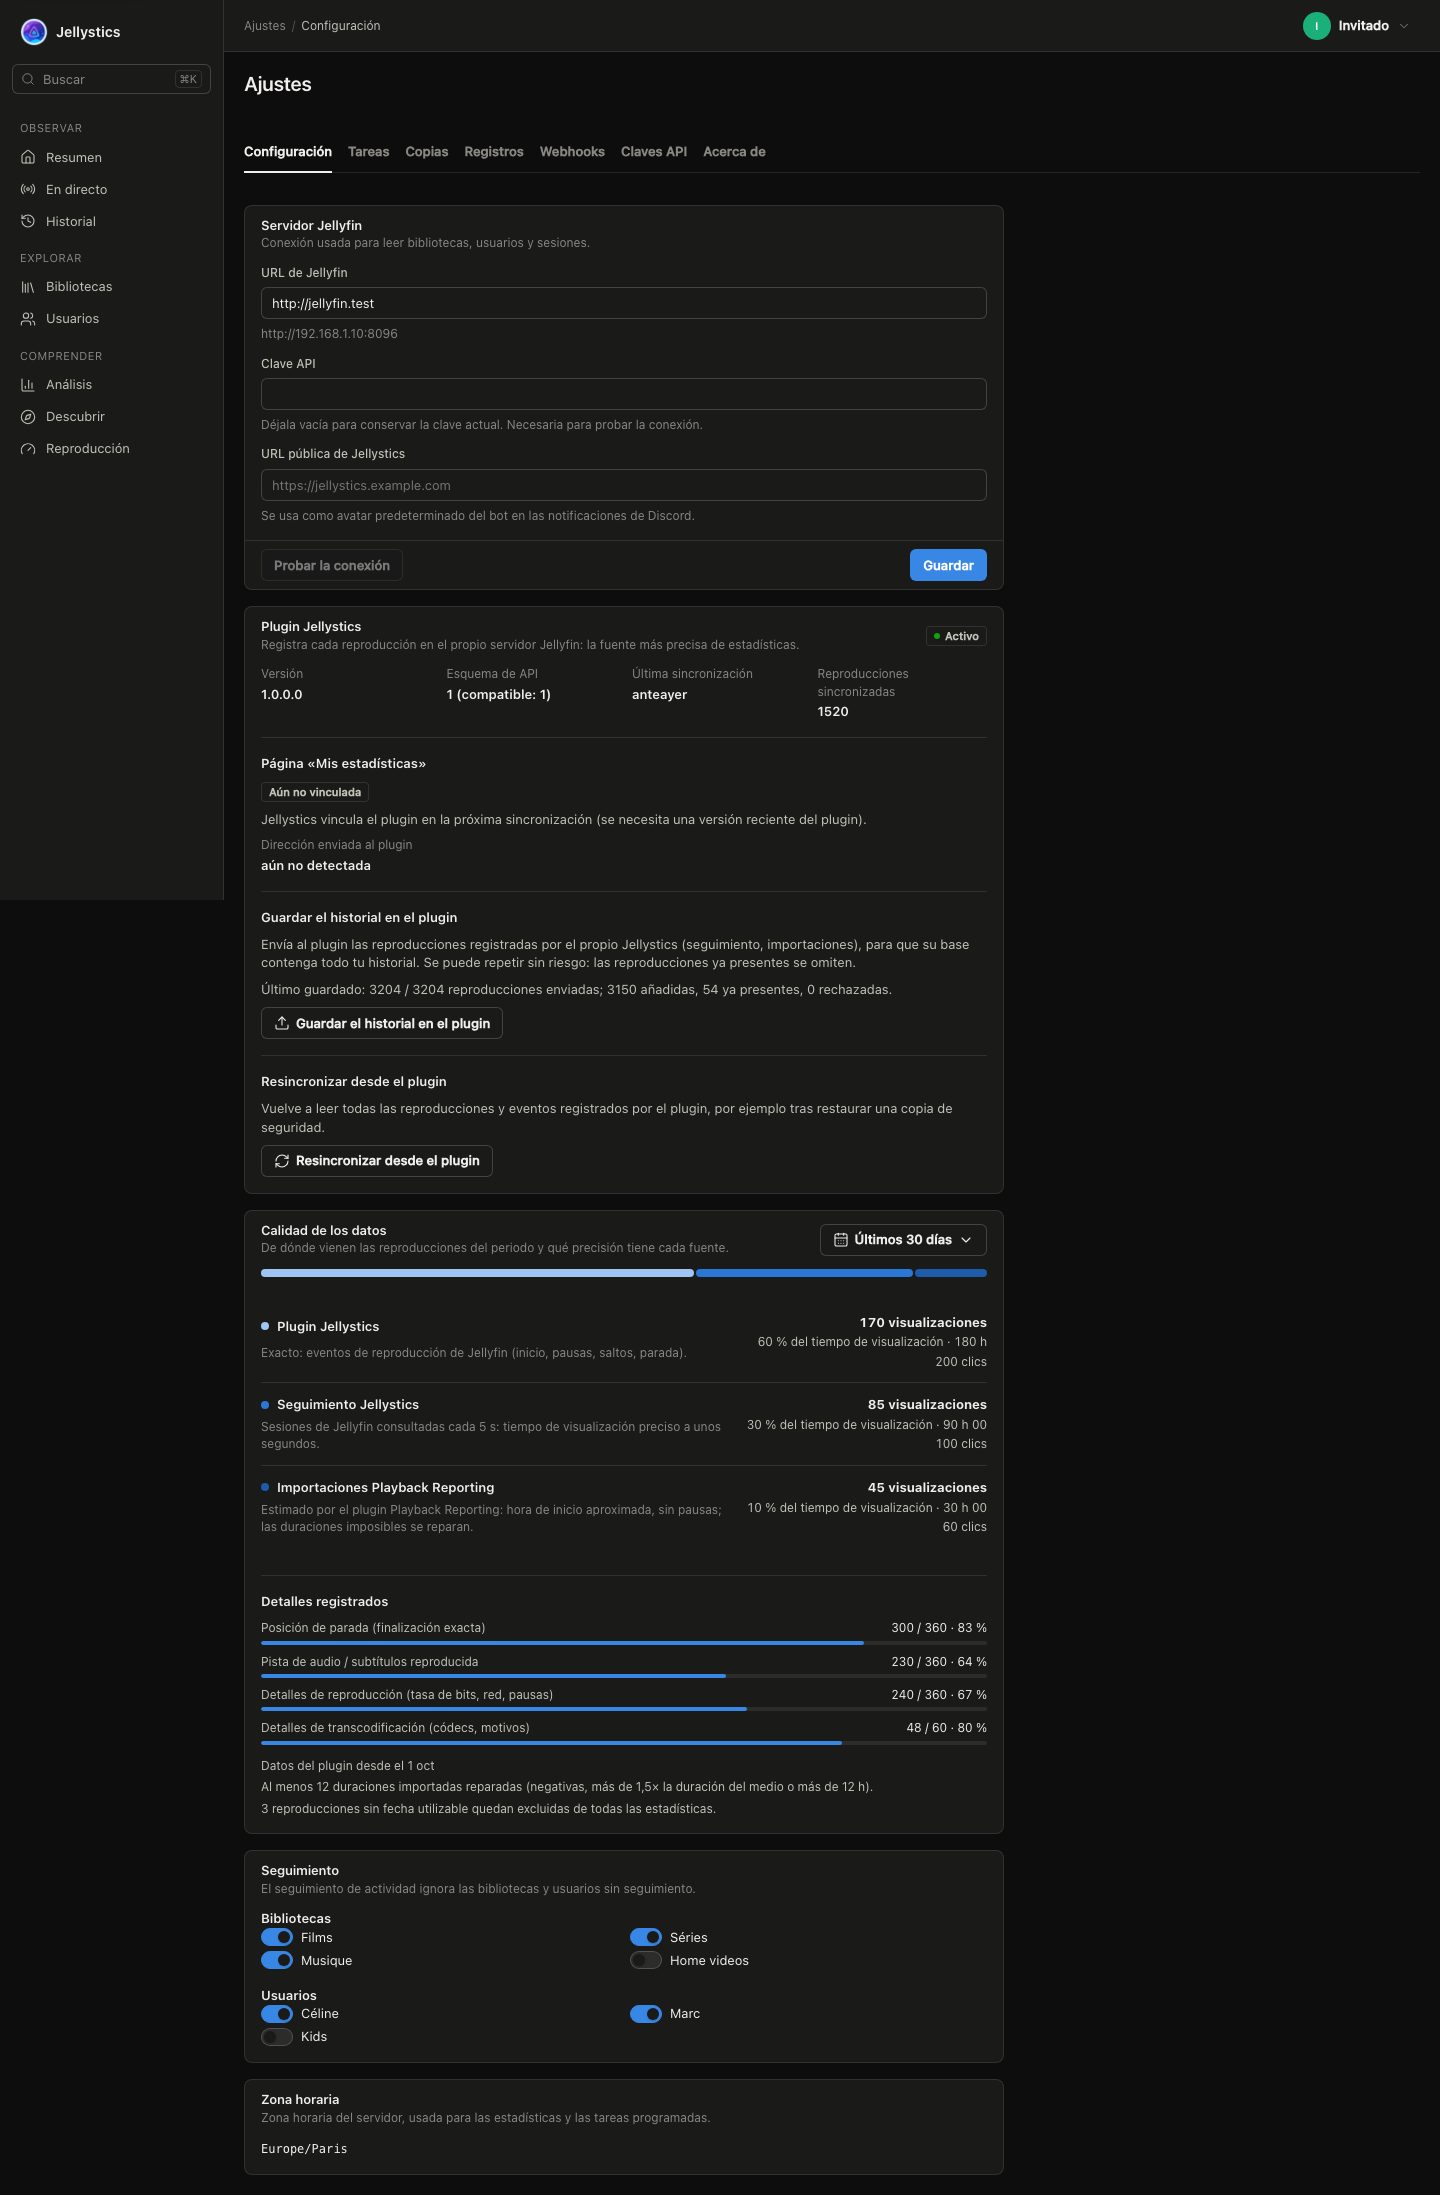 Jellystics
Buscar
⌘K
OBSERVAR
Resumen
En directo
Historial
EXPLORAR
Bibliotecas
Usuarios
COMPRENDER
Análisis
Descubrir
Reproducción
Ajustes / Configuración
I
Invitado
Ajustes
Configuración
Tareas
Copias
Registros
Webhooks
Claves API
Acerca de
Servidor Jellyfin
Conexión usada para leer bibliotecas, usuarios y sesiones.
URL de Jellyfin
http://jellyfin.test
http://192.168.1.10:8096
Clave API
Déjala vacía para conservar la clave actual. Necesaria para probar la conexión.
URL pública de Jellystics
https://jellystics.example.com
Se usa como avatar predeterminado del bot en las notificaciones de Discord.
Probar la conexión
Guardar
Plugin Jellystics
Registra cada reproducción en el propio servidor Jellyfin: la fuente más precisa de estadísticas.
Activo
Versión
1.0.0.0
Esquema de API
1 (compatible: 1)
Última sincronización
anteayer
Reproducciones
sincronizadas
1520
Página «Mis estadísticas»
Aún no vinculada
Jellystics vincula el plugin en la próxima sincronización (se necesita una versión reciente del plugin).
Dirección enviada al plugin
aún no detectada
Guardar el historial en el plugin
Envía al plugin las reproducciones registradas por el propio Jellystics (seguimiento, importaciones), para que su base
contenga todo tu historial. Se puede repetir sin riesgo: las reproducciones ya presentes se omiten.
Último guardado: 3204 / 3204 reproducciones enviadas; 3150 añadidas, 54 ya presentes, 0 rechazadas.
Guardar el historial en el plugin
Resincronizar desde el plugin
Vuelve a leer todas las reproducciones y eventos registrados por el plugin, por ejemplo tras restaurar una copia de
seguridad.
Resincronizar desde el plugin
Calidad de los datos
De dónde vienen las reproducciones del periodo y qué precisión tiene cada fuente.
Últimos 30 días
Plugin Jellystics
Exacto: eventos de reproducción de Jellyfin (inicio, pausas, saltos, parada).
170 visualizaciones
60 % del tiempo de visualización · 180 h
200 clics
Seguimiento Jellystics
Sesiones de Jellyfin consultadas cada 5 s: tiempo de visualización preciso a unos
segundos.
85 visualizaciones
30 % del tiempo de visualización · 90 h 00
100 clics
Importaciones Playback Reporting
Estimado por el plugin Playback Reporting: hora de inicio aproximada, sin pausas;
las duraciones imposibles se reparan.
45 visualizaciones
10 % del tiempo de visualización · 30 h 00
60 clics
Detalles registrados
Posición de parada (finalización exacta)
300 / 360 · 83 %
Pista de audio / subtítulos reproducida
230 / 360 · 64 %
Detalles de reproducción (tasa de bits, red, pausas)
240 / 360 · 67 %
Detalles de transcodificación (códecs, motivos)
48 / 60 · 80 %
Datos del plugin desde el 1 oct
Al menos 12 duraciones importadas reparadas (negativas, más de 1,5× la duración del medio o más de 12 h).
3 reproducciones sin fecha utilizable quedan excluidas de todas las estadísticas.
Seguimiento
El seguimiento de actividad ignora las bibliotecas y usuarios sin seguimiento.
Bibliotecas
Films
Séries
Musique
Home videos
Usuarios
Céline
Marc
Kids
Zona horaria
Zona horaria del servidor, usada para las estadísticas y las tareas programadas.
Europe/Paris